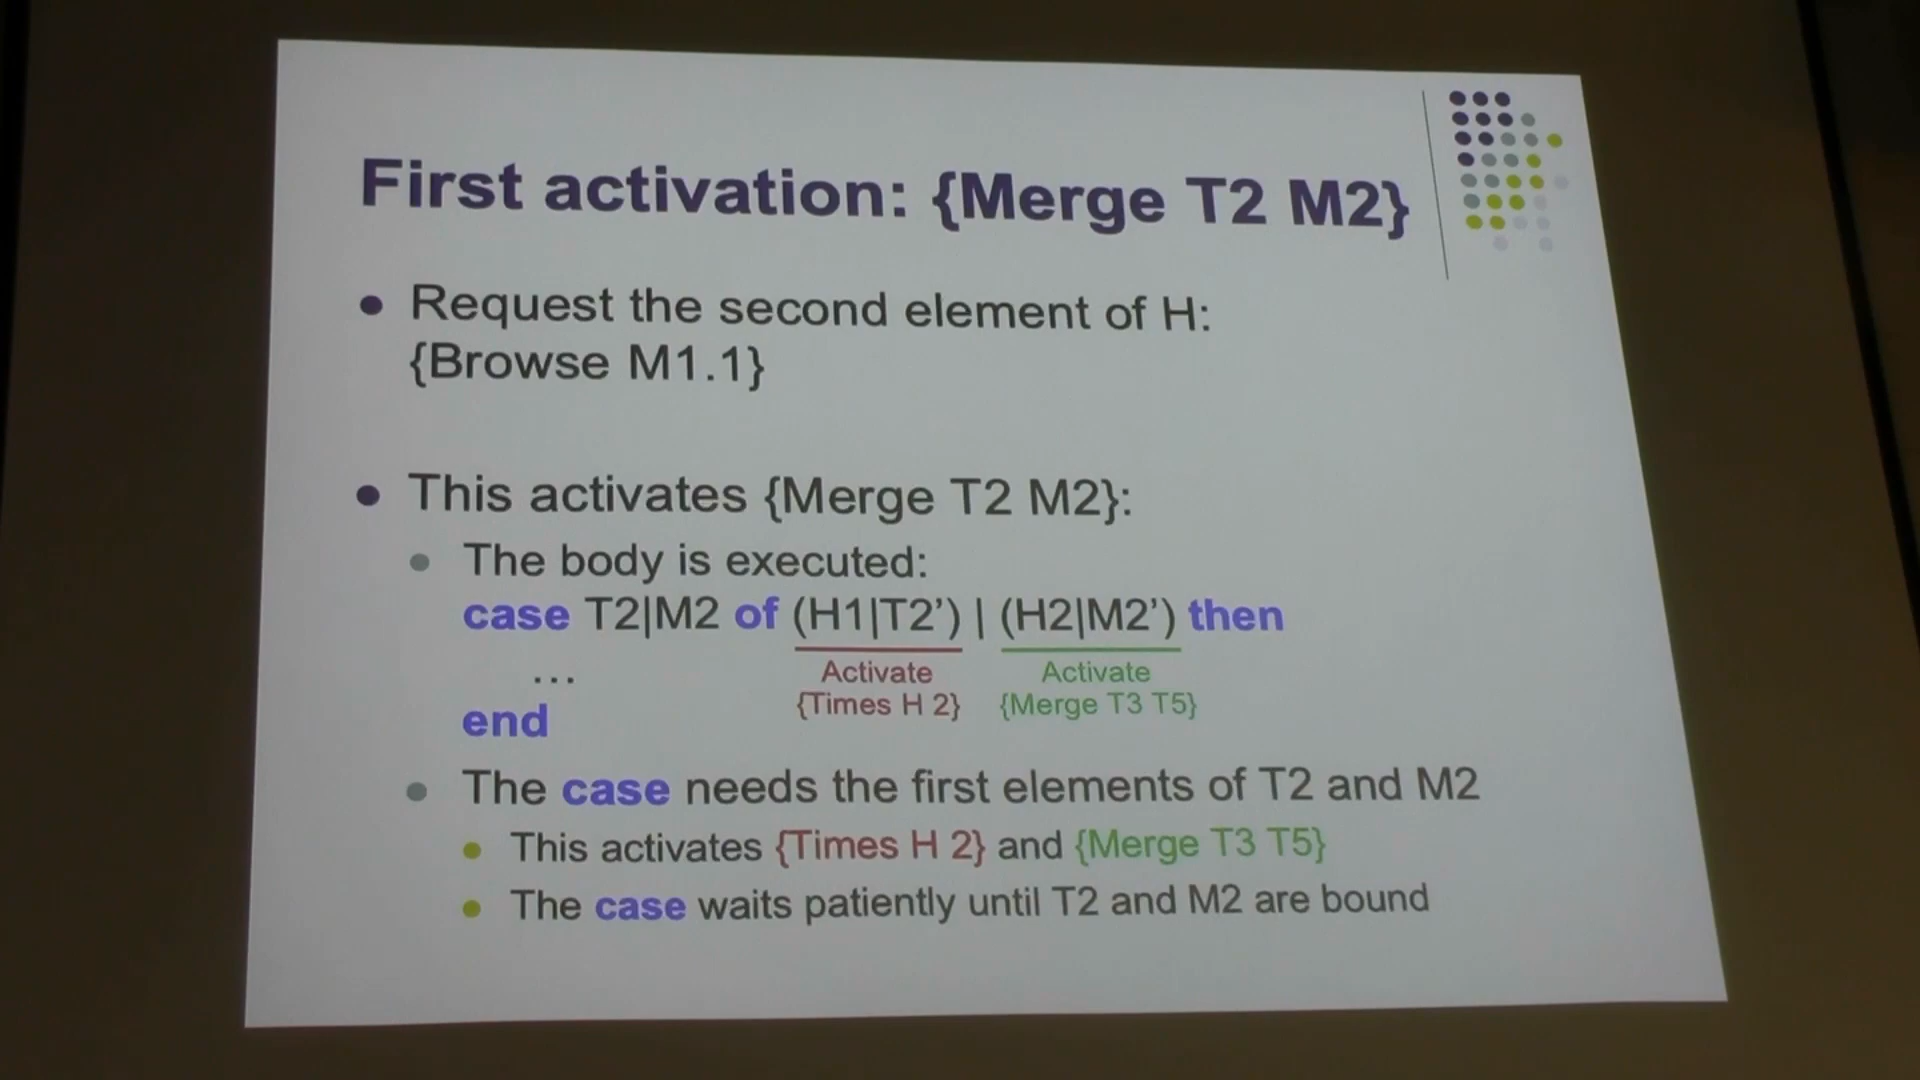 First activation: {Merge T2 M2}
Request the second element of H:
{Browse M1.1}
This activates {Merge T2 M2}:
The body is executed:
case T2|M2 of (H1|T2’) | (H2|M2’) then
Activate Activate
... {Times H 2} {Merge T3 T5}
end
The case needs the first elements of T2 and M2
This activates {Times H 2} and {Merge T3 T5}
The case waits patiently until T2 and M2 are bound